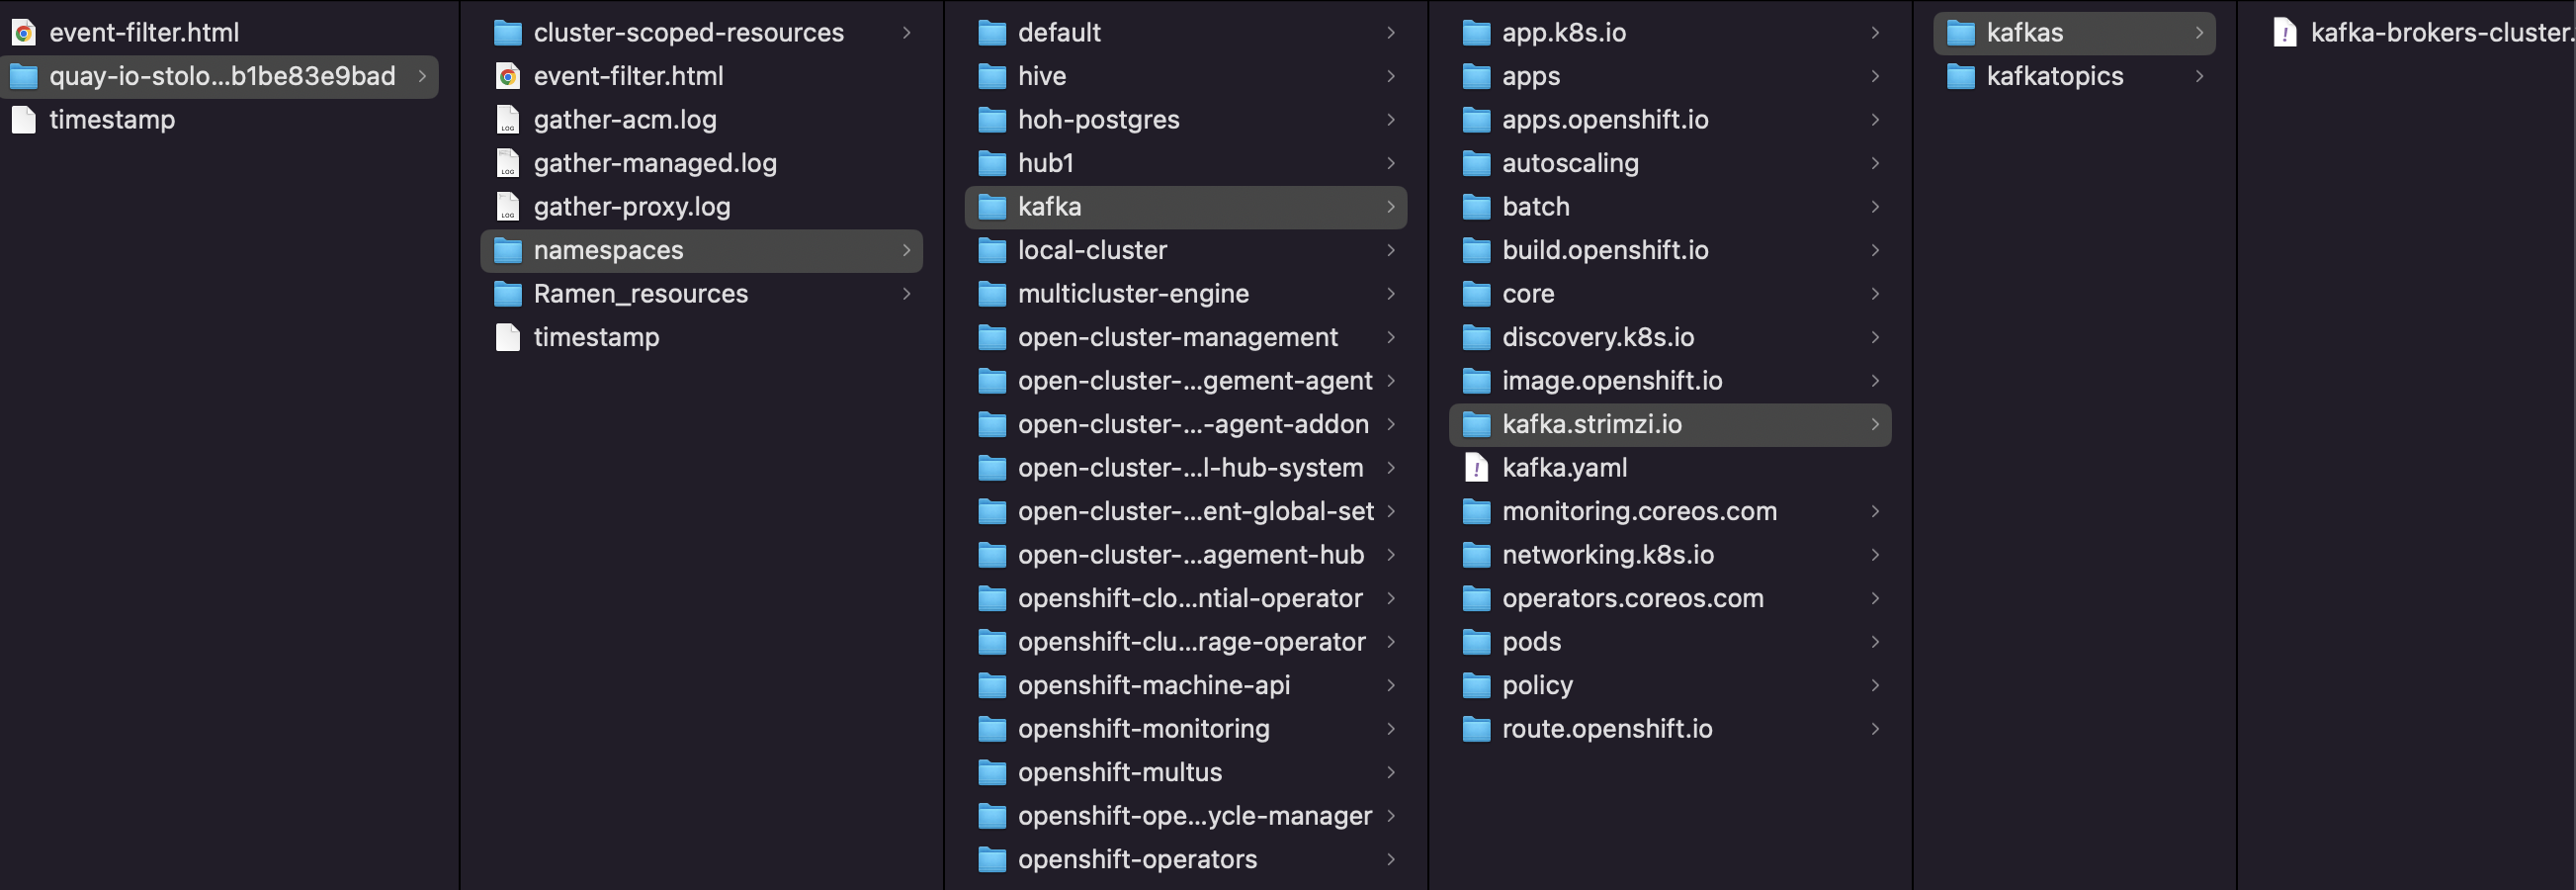 event-filter.html
quay-io-stolo...b1be83e9bad
timestamp
cluster-scoped-resources
event-filter.html
gather-acm.log
gather-managed.log
gather-proxy.log
namespaces
Ramen_resources
timestamp
default
hive
hoh-postgres
hub1
kafka
local-cluster
multicluster-engine
open-cluster-management
open-cluster-...gement-agent
open-cluster-...-agent-addon
open-cluster-...l-hub-system
open-cluster-...ent-global-set
open-cluster-...agement-hub
openshift-clo...ntial-operator
openshift-clu...rage-operator
openshift-machine-api
openshift-monitoring
openshift-multus
openshift-ope...ycle-manager
openshift-operators
app.k8s.io
apps
apps.openshift.io
autoscaling
batch
build.openshift.io
core
discovery.k8s.io
image.openshift.io
kafka.strimzi.io
kafka.yaml
monitoring.coreos.com
networking.k8s.io
operators.coreos.com
pods
policy
route.openshift.io
kafkas
kafkatopics
kafka-brokers-cluster.